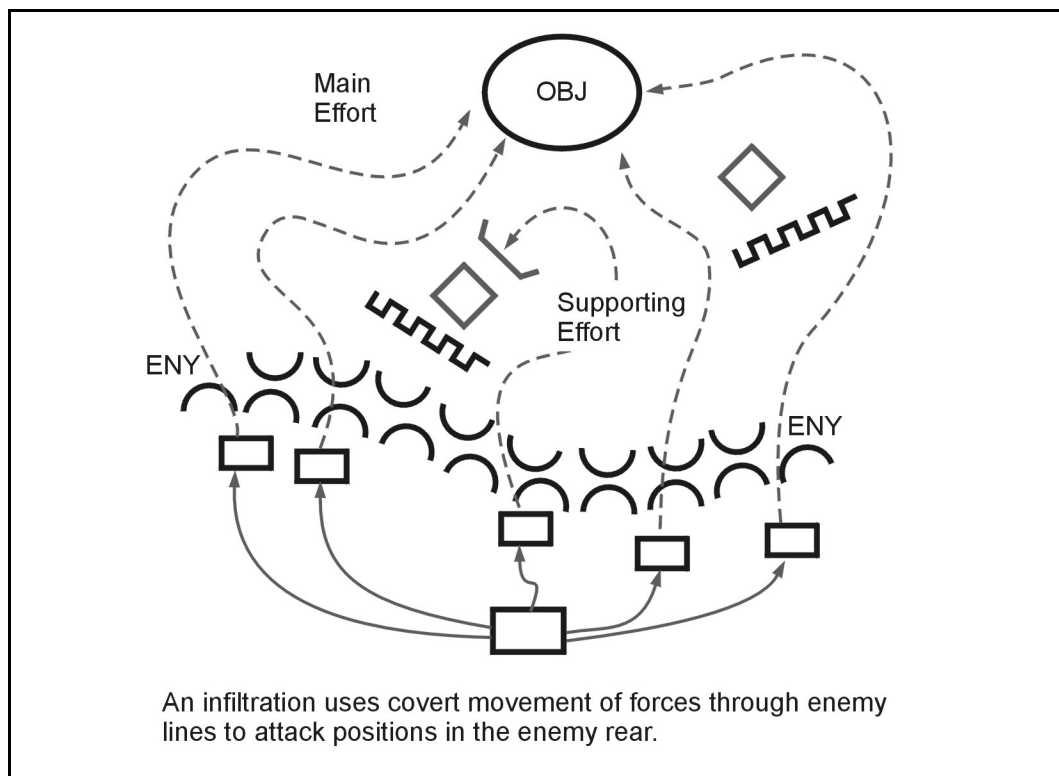 Main
Effort
OBJ
Supporting
Effort
ENY
ENY
An infiltration uses covert movement of forces through enemy
lines to attack positions in the enemy rear.